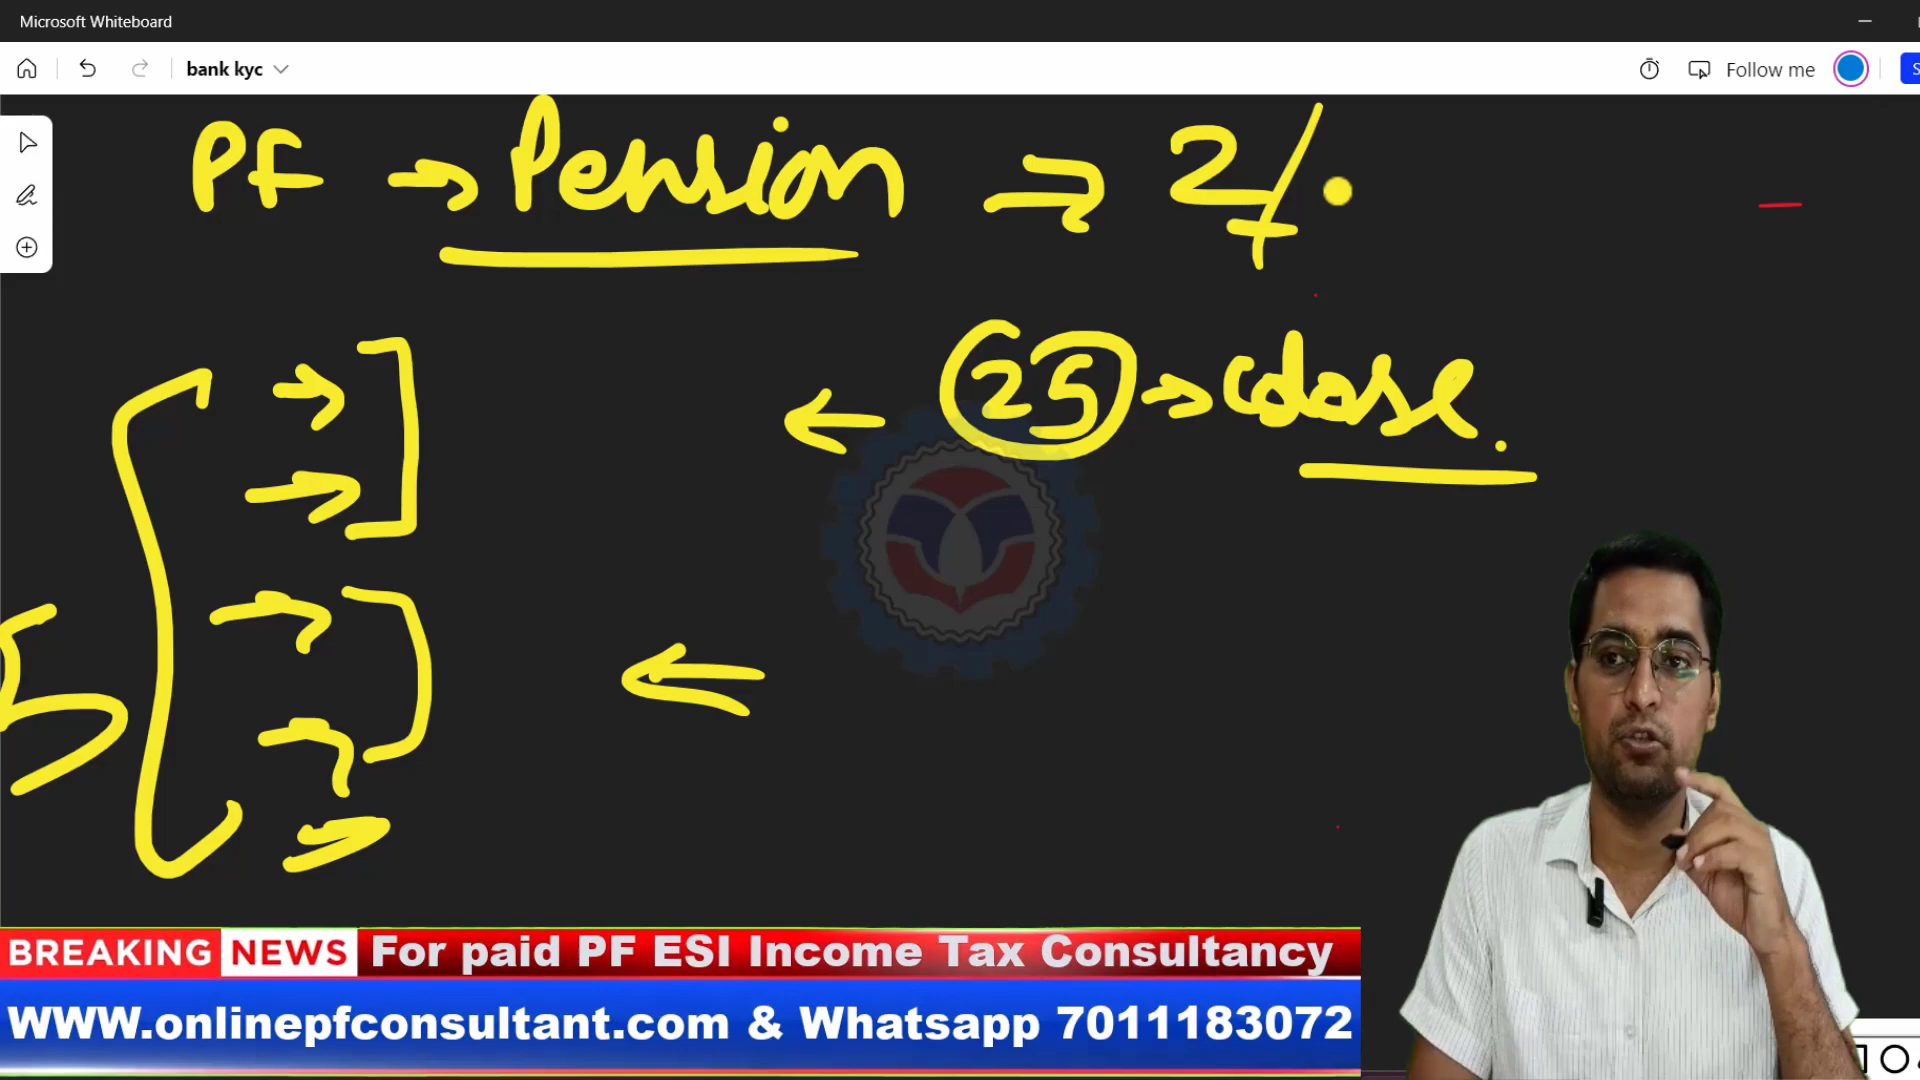 Microsoft Whiteboard
bank kyc
Follow me
PF → Pension ⇒ 2/.
← 25 → close.
5
BREAKING NEWS For paid PF ESI Income Tax Consultancy
WWW.onlinepfconsultant.com & Whatsapp 7011183072